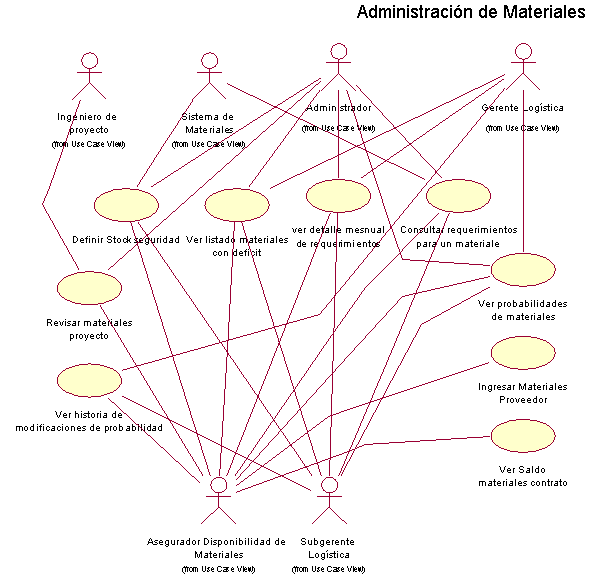 Administración de Materiales
Ingeniero de
proyecto
(from Use Case View)
Sistema de
Materiales
(from Use Case View)
Administrador
(from Use Case View)
Gerente Logística
(from Use Case View)
Definir Stock seguridad
Ver listado materiales
con deficit
ver detalle mesnual
de requerimientos
Consultar requerimientos
para un materiale
Revisar materiales
proyecto
Ver probabilidades
de materiales
Ver historia de
modificaciones de probabilidad
Ingresar Materiales
Proveedor
Ver Saldo
materiales contrato
Asegurador Disponibilidad de
Materiales
(from Use Case View)
Subgerente
Logística
(from Use Case View)